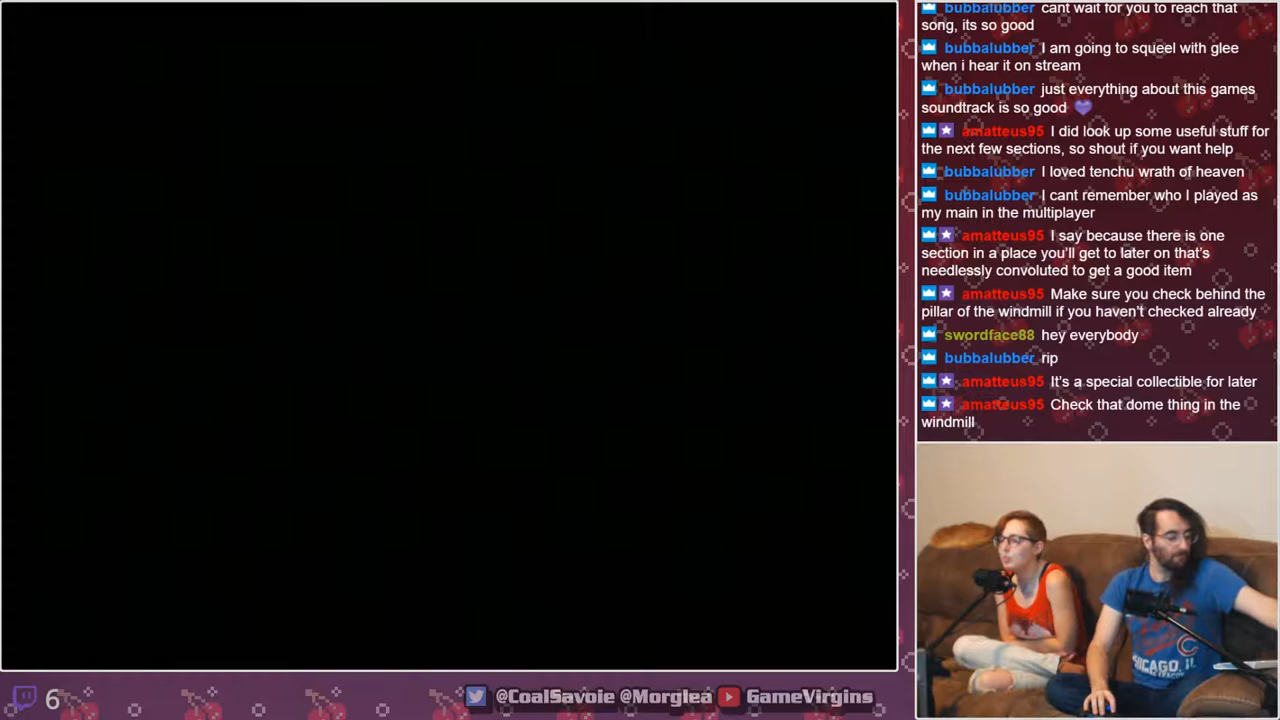 bubbalubber cant wait for you to reach that
song, its so good
bubbalubber I am going to squeel with glee
when i hear it on stream
bubbalubber just everything about this games
soundtrack is so good
amatteus95 I did look up some useful stuff for
the next few sections, so shout if you want help
bubbalubber I loved tenchu wrath of heaven
bubbalubber I cant remember who I played as
my main in the multiplayer
amatteus95 I say because there is one
section in a place you'll get to later on that's
needlessly convoluted to get a good item
amatteus95 Make sure you check behind the
pillar of the windmill if you haven't checked already
swordface88 hey everybody
bubbalubber rip
amatteus95 It's a special collectible for later
amatteus95 Check that dome thing in the
windmill
CHICAGO, IL
6
@CoalSavoie @Morglea
GameVirgins